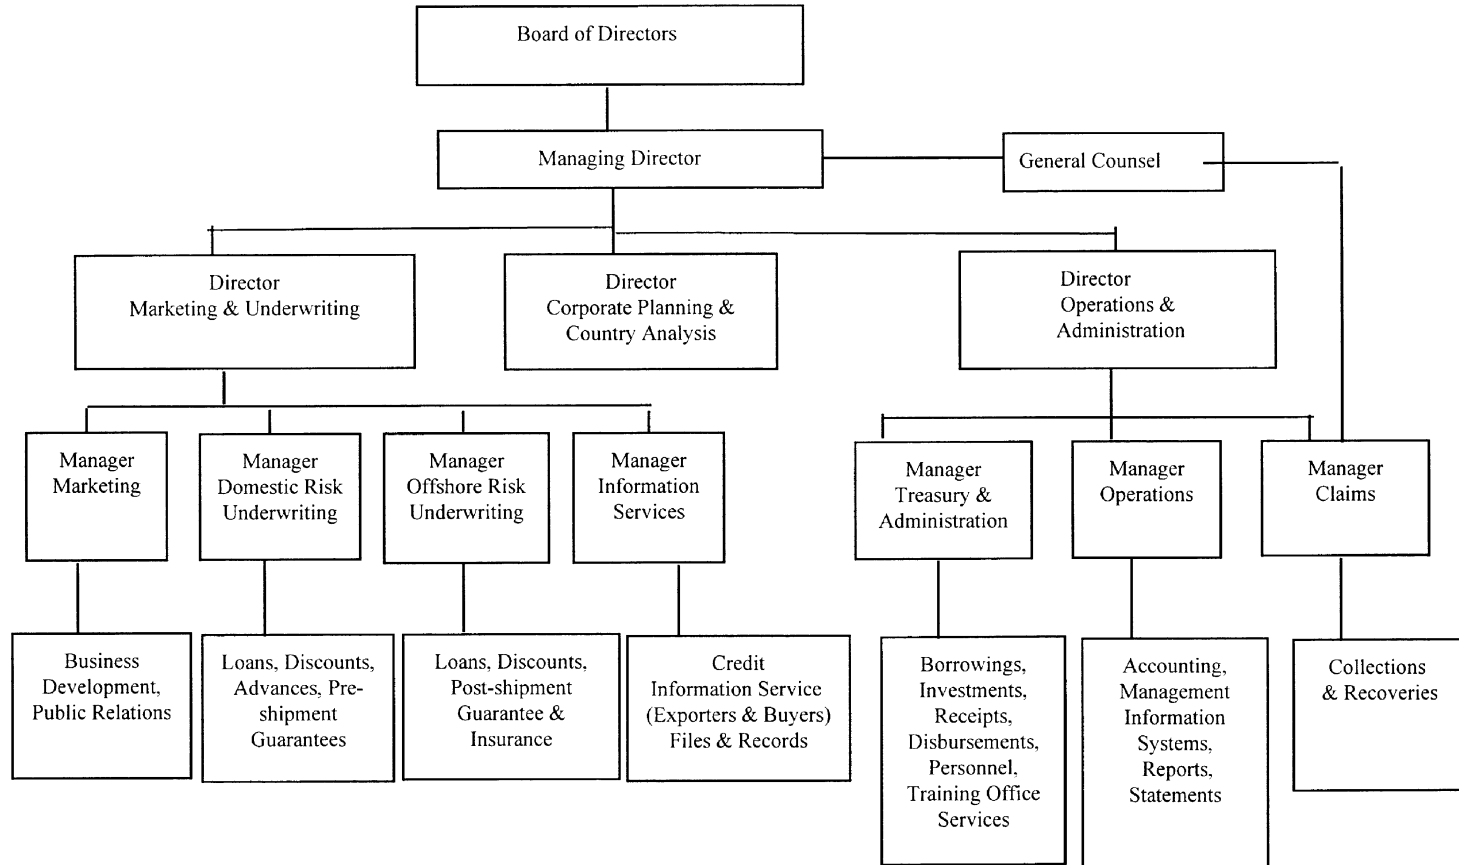 Board of Directors
Managing Director
General Counsel
Director
Marketing & Underwriting
Director
Corporate Planning &
Country Analysis
Director
Operations &
Administration
Manager
Marketing
Manager
Domestic Risk
Underwriting
Manager
Offshore Risk
Underwriting
Manager
Information
Services
Manager
Treasury &
Administration
Manager
Operations
Manager
Claims
Business
Development,
Public Relations
Loans, Discounts,
Advances, Pre-
shipment
Guarantees
Loans, Discounts,
Post-shipment
Guarantee &
Insurance
Credit
Information Service
(Exporters & Buyers)
Files & Records
Borrowings,
Investments,
Receipts,
Disbursements,
Personnel,
Training Office
Services
Accounting,
Management
Information
Systems,
Reports,
Statements
Collections
& Recoveries